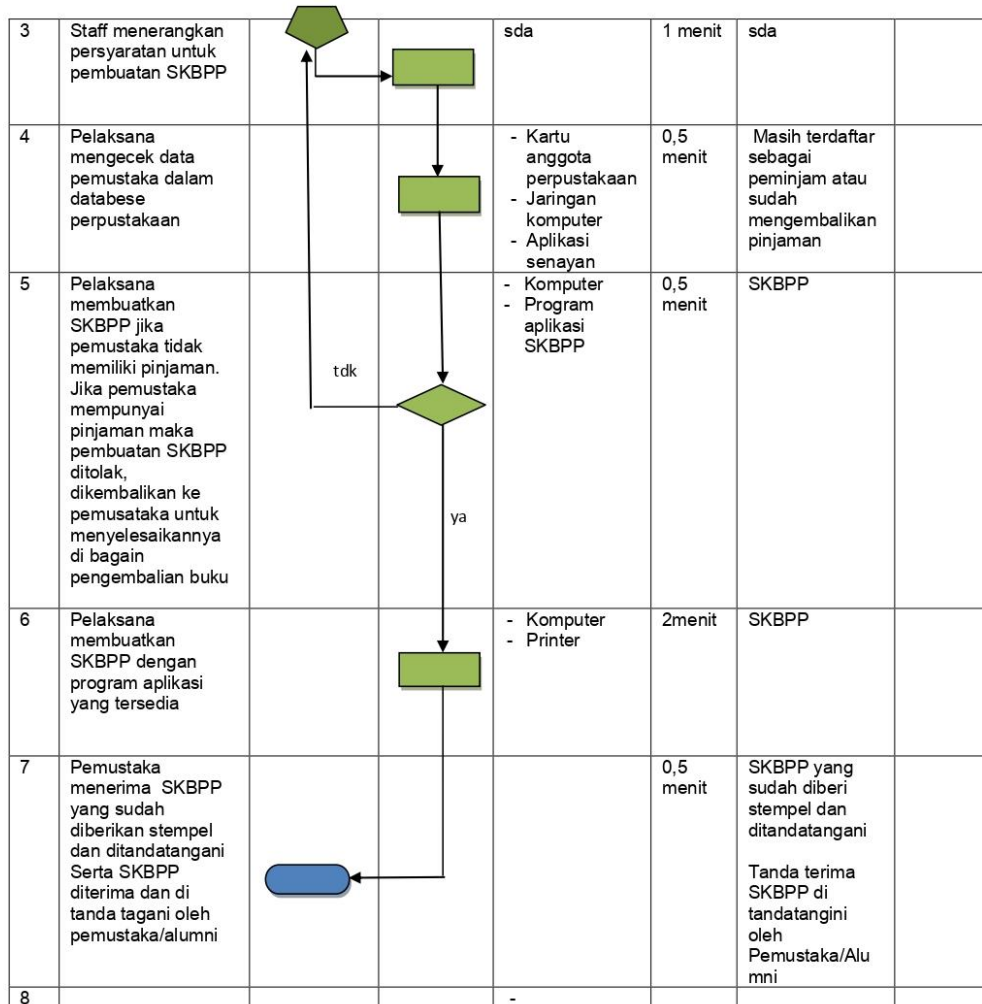 3
Staff menerangkan
persyaratan untuk
pembuatan SKBPP
sda
1 menit
sda
4
Pelaksana
mengecek data
pemustaka dalam
databese
perpustakaan
- Kartu
anggota
perpustakaan
- Jaringan
komputer
- Aplikasi
senayan
0,5
menit
Masih terdaftar
sebagai
peminjam atau
sudah
mengembalikan
pinjaman
5
Pelaksana
membuatkan
SKBPP jika
pemustaka tidak
memiliki pinjaman.
Jika pemustaka
mempunyai
pinjaman maka
pembuatan SKBPP
ditolak,
dikembalikan ke
pemusataka untuk
menyelesaikannya
di bagain
pengembalian buku
tdk
ya
- Komputer
- Program
aplikasi
SKBPP
0,5
menit
SKBPP
6
Pelaksana
membuatkan
SKBPP dengan
program aplikasi
yang tersedia
- Komputer
- Printer
2menit
SKBPP
7
Pemustaka
menerima SKBPP
yang sudah
diberikan stempel
dan ditandatangani
Serta SKBPP
diterima dan di
tanda tagani oleh
pemustaka/alumni
0,5
menit
SKBPP yang
sudah diberi
stempel dan
ditandatangani
Tanda terima
SKBPP di
tandatangini
oleh
Pemustaka/Alu
mni
8
-